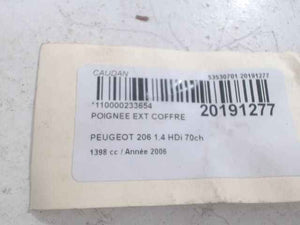 CAUDAN 53530701 20191277
*110000233654
POIGNEE EXT COFFRE 20191277
PEUGEOT 206 1.4 HDi 70ch
1398 cc / Année 2006